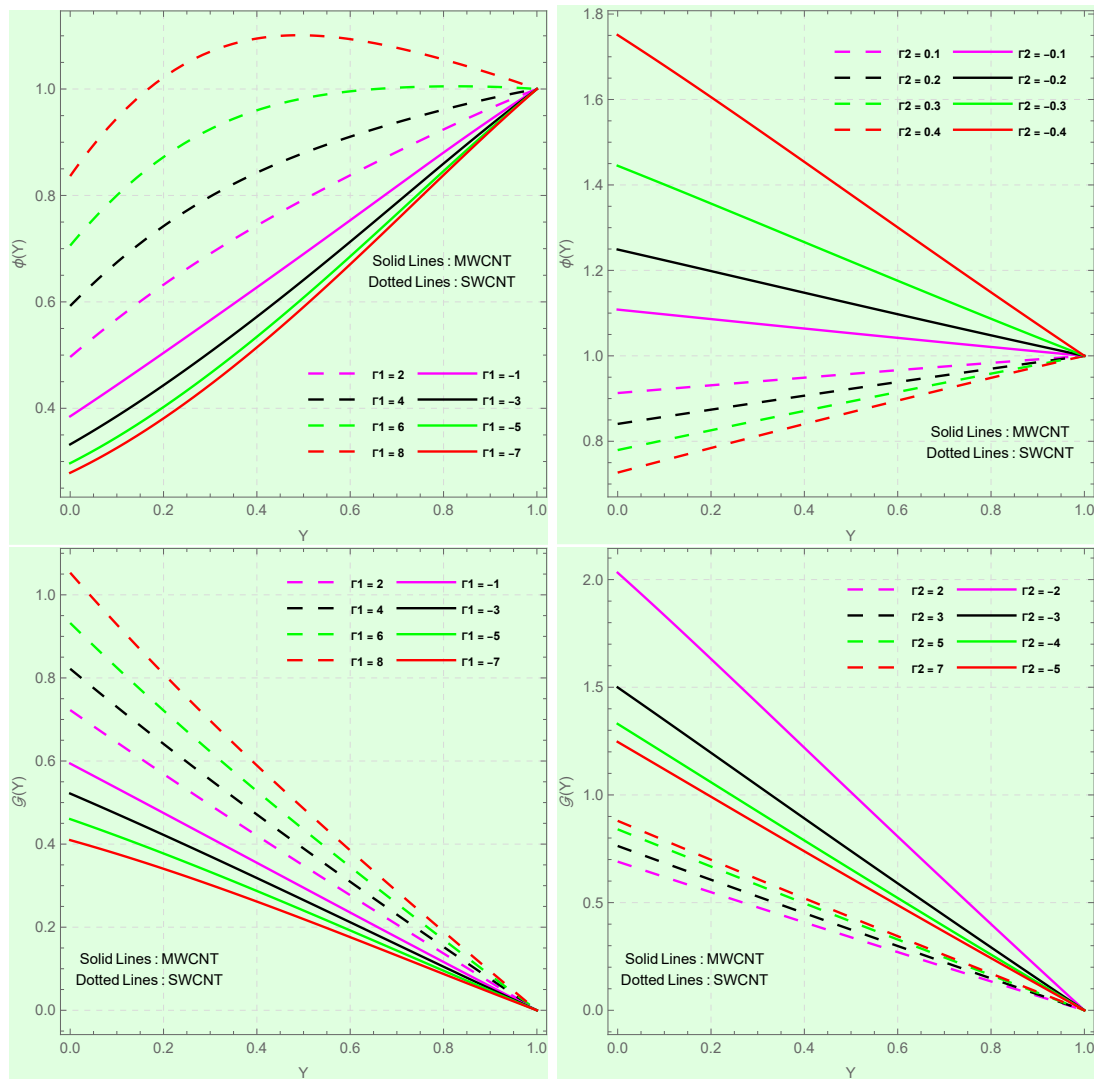 1.0
0.8
0.6
0.4
ϕ(Y)
Solid Lines : MWCNT
Dotted Lines : SWCNT
Γ1 = 2 Γ1 = -1
Γ1 = 4 Γ1 = -3
Γ1 = 6 Γ1 = -5
Γ1 = 8 Γ1 = -7
0.0 0.2 0.4 0.6 0.8 1.0
Y
1.8
1.6
1.4
1.2
1.0
0.8
ϕ(Y)
Γ2 = 0.1 Γ2 = -0.1
Γ2 = 0.2 Γ2 = -0.2
Γ2 = 0.3 Γ2 = -0.3
Γ2 = 0.4 Γ2 = -0.4
Solid Lines : MWCNT
Dotted Lines : SWCNT
0.0 0.2 0.4 0.6 0.8 1.0
Y
1.0
0.8
0.6
0.4
0.2
0.0
𝒢(Y)
Γ1 = 2 Γ1 = -1
Γ1 = 4 Γ1 = -3
Γ1 = 6 Γ1 = -5
Γ1 = 8 Γ1 = -7
Solid Lines : MWCNT
Dotted Lines : SWCNT
0.0 0.2 0.4 0.6 0.8 1.0
Y
2.0
1.5
1.0
0.5
0.0
𝒢(Y)
Γ2 = 2 Γ2 = -2
Γ2 = 3 Γ2 = -3
Γ2 = 5 Γ2 = -4
Γ2 = 7 Γ2 = -5
Solid Lines : MWCNT
Dotted Lines : SWCNT
0.0 0.2 0.4 0.6 0.8 1.0
Y